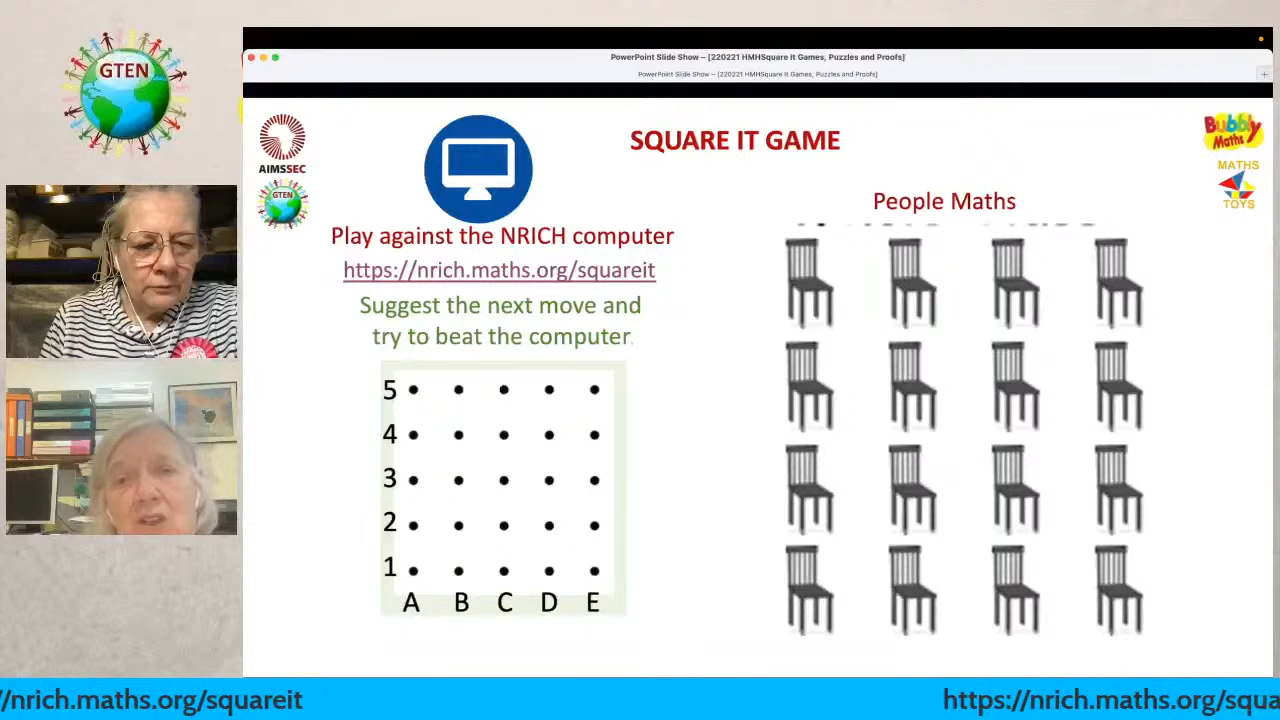 GTEN
PowerPoint Slide Show – [220221 HMHSquare It Games, Puzzles and Proofs]
PowerPoint Slide Show – [220221 HMHSquare It Games, Puzzles and Proofs]
AIMSSEC
GTEN
SQUARE IT GAME
Bubbly
Maths
MATHS
TOYS
Play against the NRICH computer
https://nrich.maths.org/squareit
Suggest the next move and
try to beat the computer.
5
4
3
2
1
A B C D E
People Maths
//nrich.maths.org/squareit
https://nrich.maths.org/squa